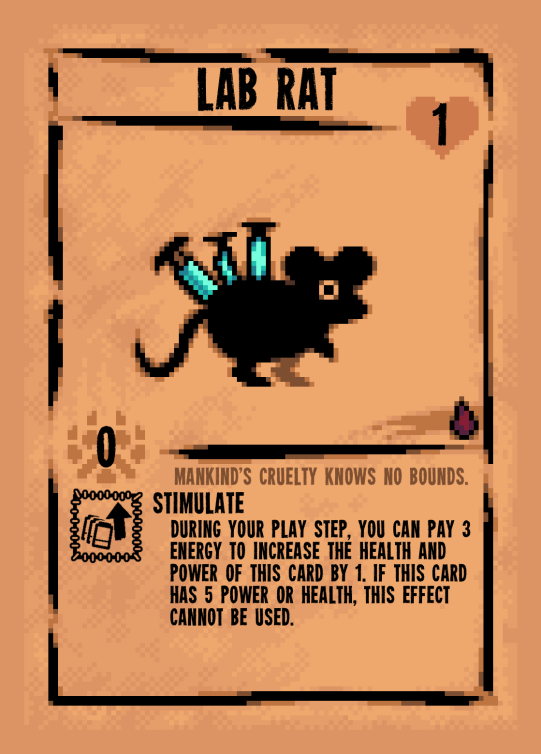 LAB RAT
1
0
MANKIND'S CRUELTY KNOWS NO BOUNDS.
STIMULATE
DURING YOUR PLAY STEP, YOU CAN PAY 3
ENERGY TO INCREASE THE HEALTH AND
POWER OF THIS CARD BY 1. IF THIS CARD
HAS 5 POWER OR HEALTH, THIS EFFECT
CANNOT BE USED.